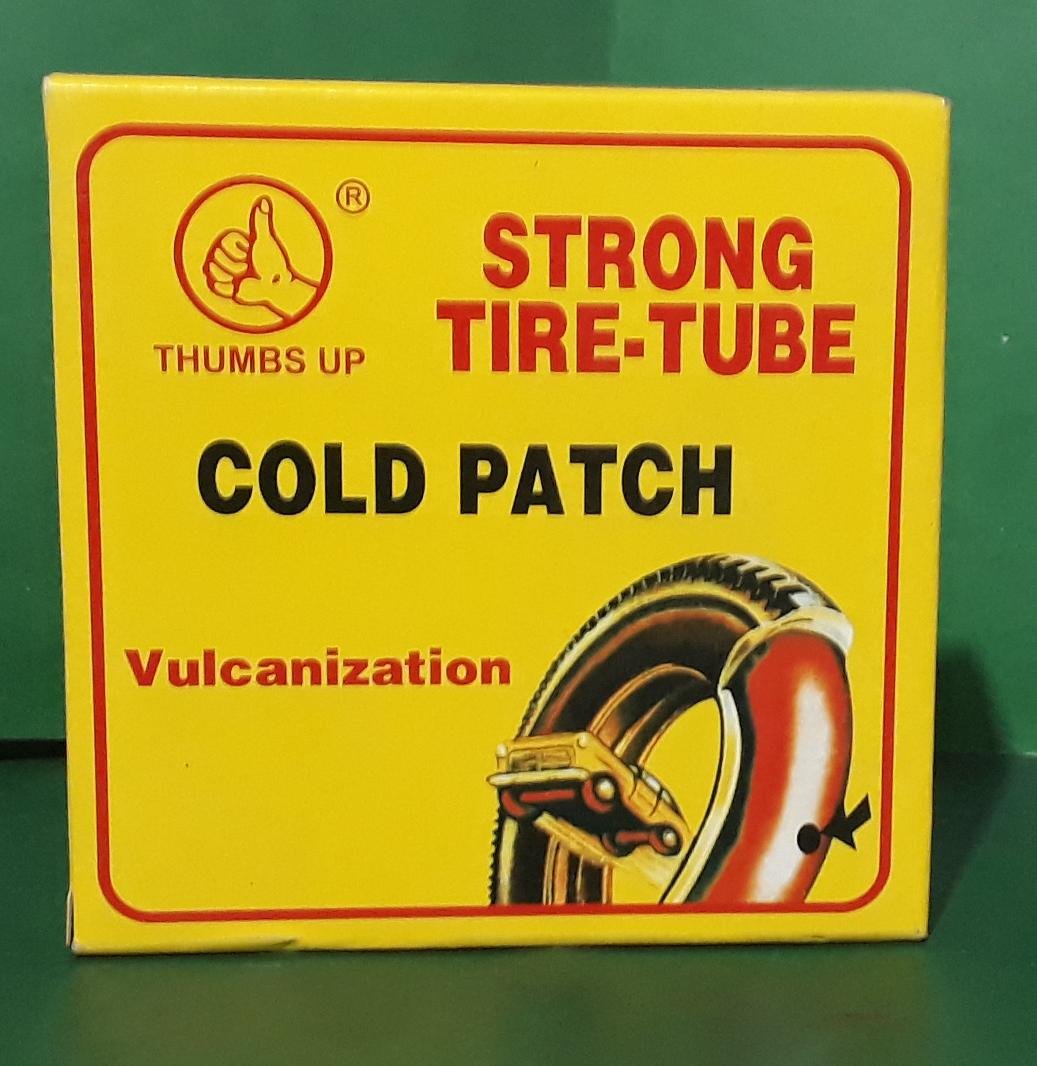 ®
THUMBS UP
STRONG
TIRE-TUBE
COLD PATCH
Vulcanization